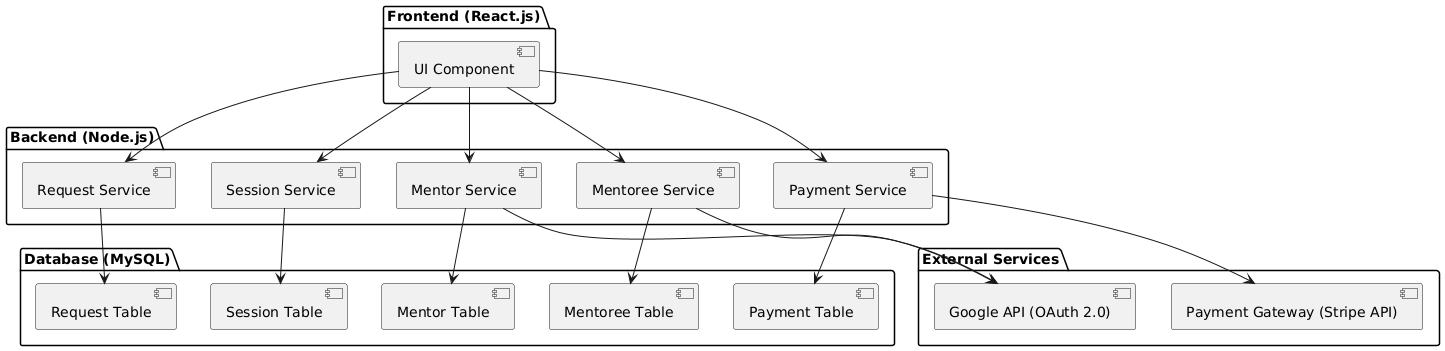 Frontend (React.js)
UI Component
Backend (Node.js)
Request Service
Session Service
Mentor Service
Mentoree Service
Payment Service
Database (MySQL)
External Services
Request Table
Session Table
Mentor Table
Mentoree Table
Payment Table
Google API (OAuth 2.0)
Payment Gateway (Stripe API)